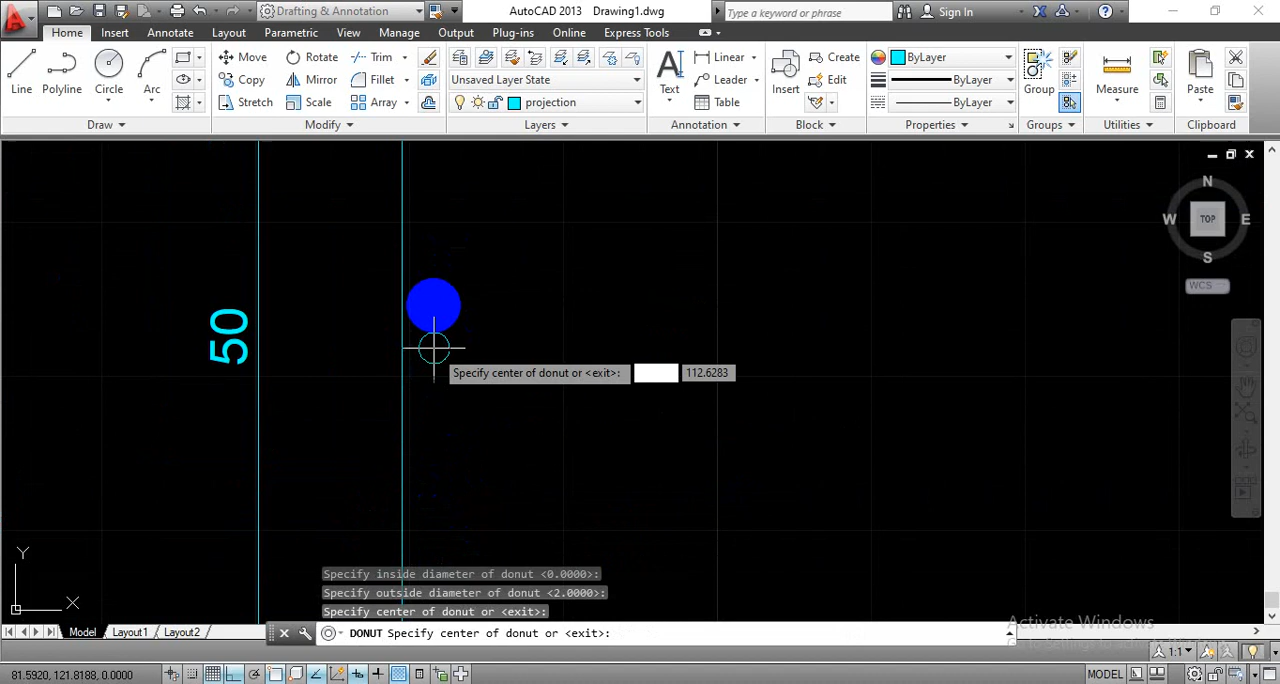 Drafting & Annotation
AutoCAD 2013 Drawing1.dwg
Type a keyword or phrase
Sign In
Home Insert Annotate Layout Parametric View Manage Output Plug-ins Online Express Tools
Line Polyline Circle Arc
Move Rotate Trim
Copy Mirror Fillet
Stretch Scale Array
Unsaved Layer State
projection
Text
Linear
Leader
Table
Insert
Create
Edit
ByLayer
ByLayer
ByLayer
Group
Measure
Paste
Draw Modify Layers Annotation Block Properties Groups Utilities Clipboard
N
W TOP E
S
WCS
50
Specify center of donut or <exit>: 112.6283
Y
X
Specify inside diameter of donut <0.0000>:
Specify outside diameter of donut <2.0000>:
Specify center of donut or <exit>:
DONUT Specify center of donut or <exit>:
Model Layout1 Layout2
Activate Windows
Go to Settings to activate Windows.
1:1
81.5920, 121.8188, 0.0000
MODEL